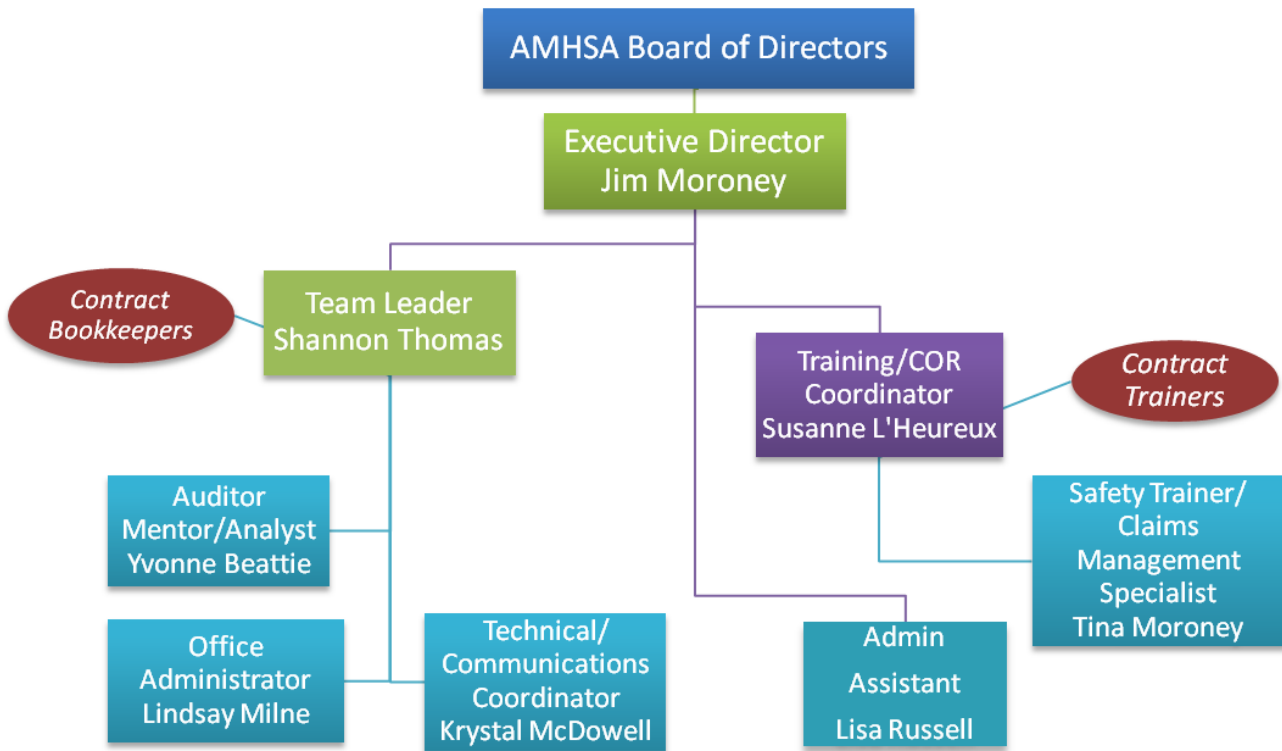 AMHSA Board of Directors
Executive Director
Jim Moroney
Contract
Bookkeepers
Team Leader
Shannon Thomas
Training/COR
Coordinator
Susanne L'Heureux
Contract
Trainers
Auditor
Mentor/Analyst
Yvonne Beattie
Safety Trainer/
Claims
Management
Specialist
Tina Moroney
Office
Administrator
Lindsay Milne
Technical/
Communications
Coordinator
Krystal McDowell
Admin
Assistant
Lisa Russell